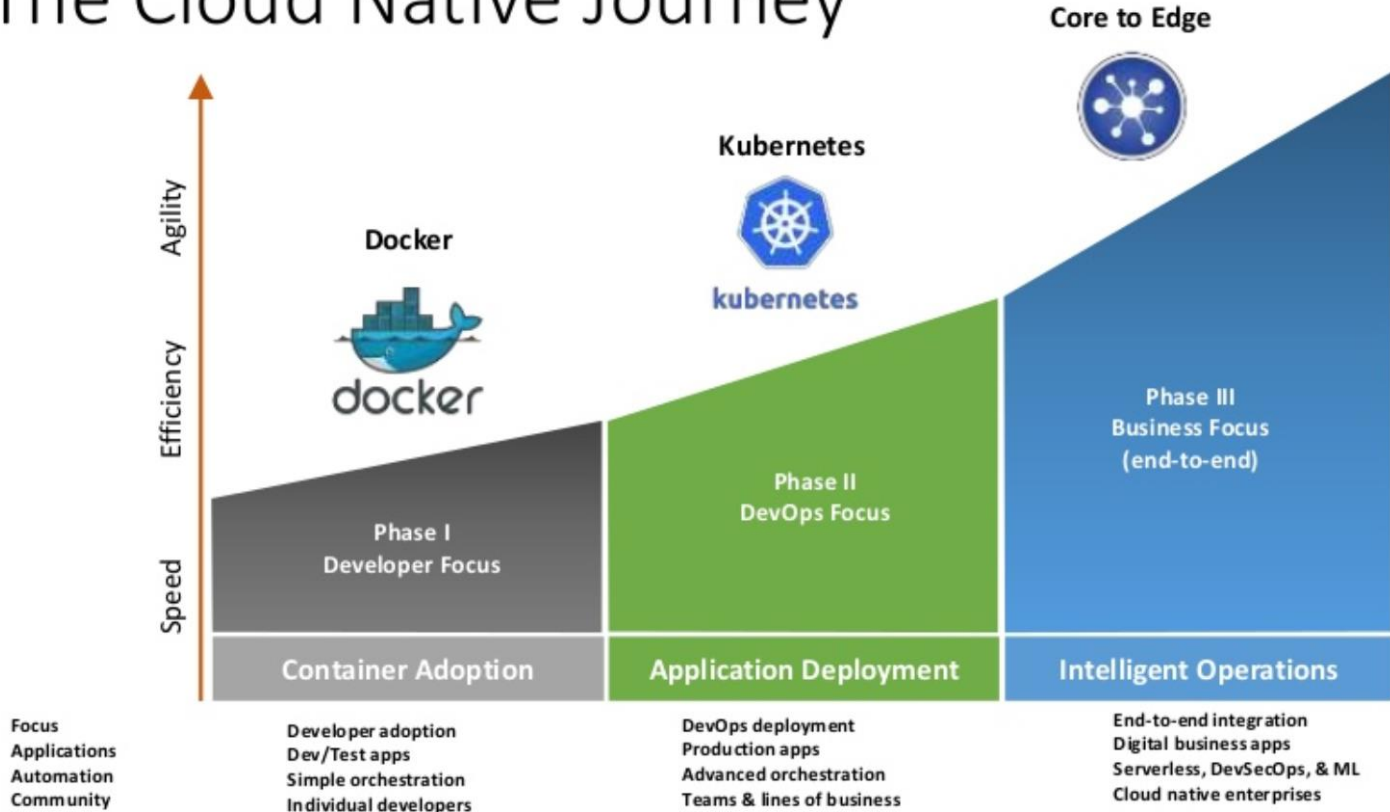 The Cloud Native Journey
Core to Edge
Kubernetes
kubernetes
Docker
docker
Agility
Efficiency
Speed
Phase I
Developer Focus
Phase II
DevOps Focus
Phase III
Business Focus
(end-to-end)
Container Adoption
Application Deployment
Intelligent Operations
Focus
Applications
Automation
Community
Developer adoption
Dev/Test apps
Simple orchestration
Individual developers
DevOps deployment
Production apps
Advanced orchestration
Teams & lines of business
End-to-end integration
Digital business apps
Serverless, DevSecOps, & ML
Cloud native enterprises